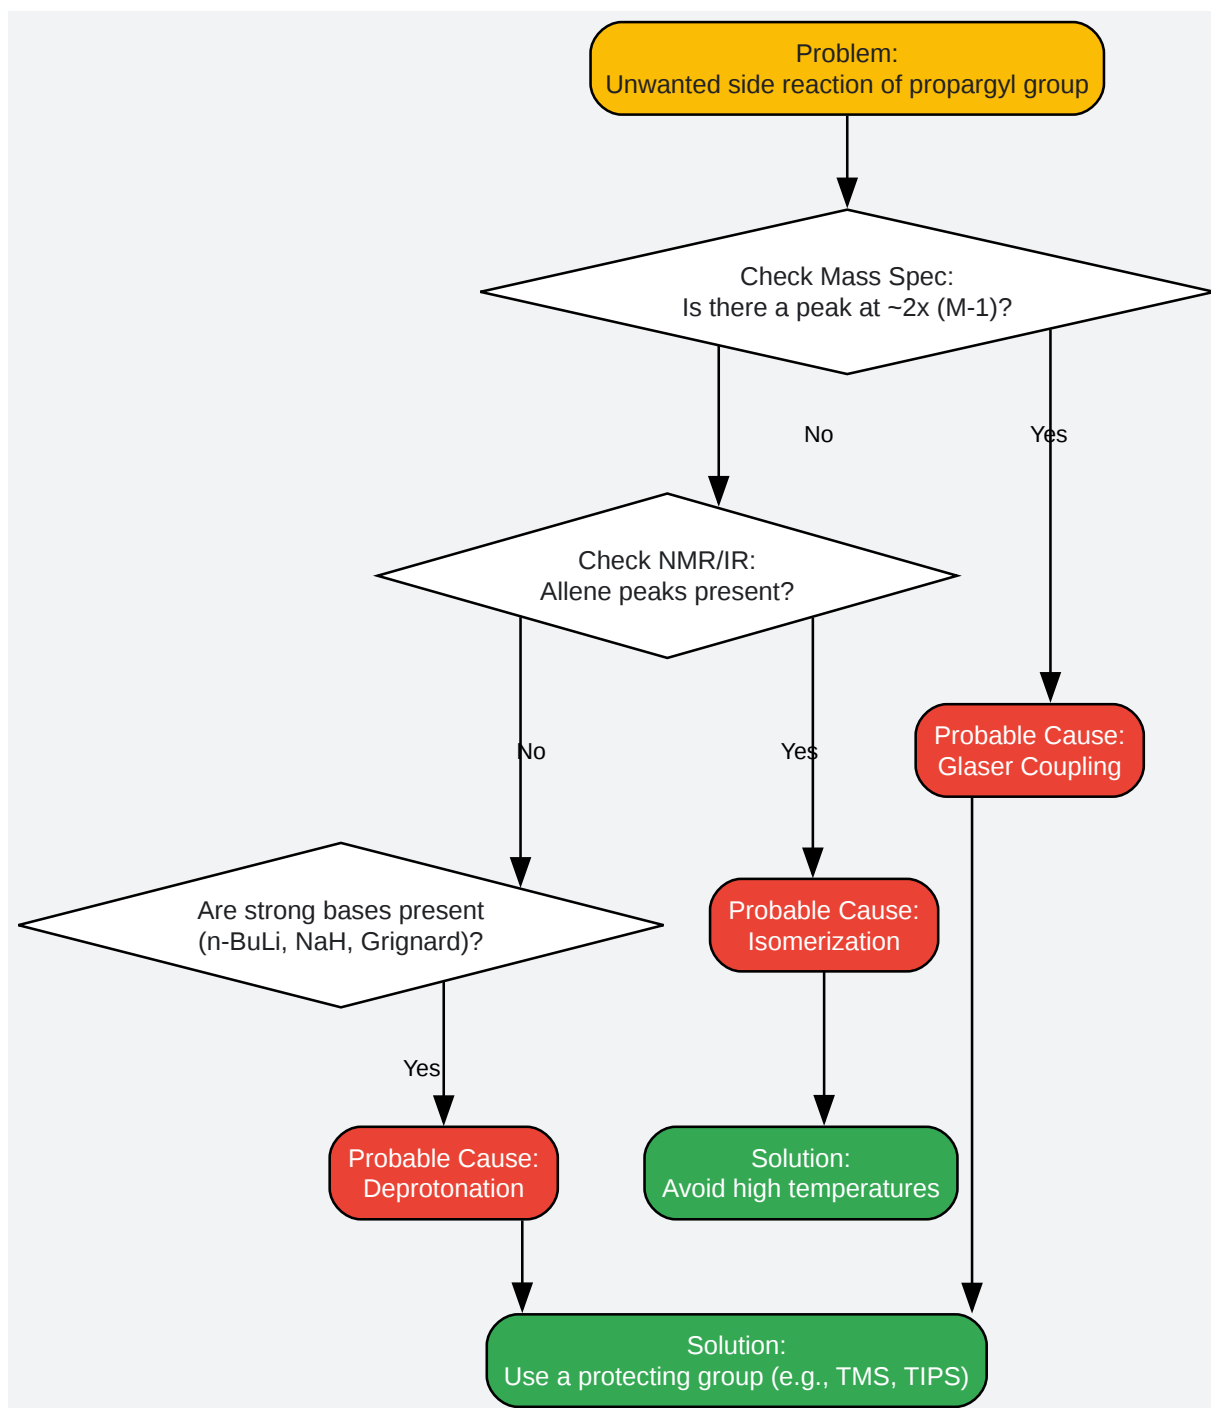 Problem:
Unwanted side reaction of propargyl group
Check Mass Spec:
Is there a peak at ~2x (M-1)?
No
Yes
Check NMR/IR:
Allene peaks present?
No
Yes
Probable Cause:
Glaser Coupling
Are strong bases present
(n-BuLi, NaH, Grignard)?
Probable Cause:
Isomerization
Yes
Probable Cause:
Deprotonation
Solution:
Avoid high temperatures
Solution:
Use a protecting group (e.g., TMS, TIPS)